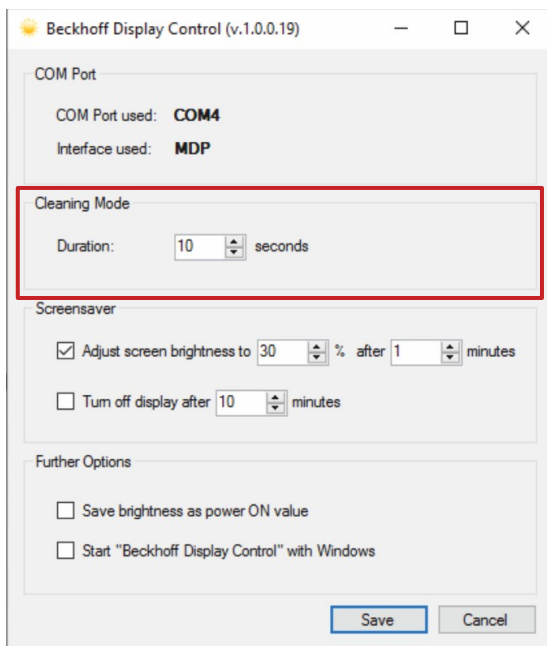 Beckhoff Display Control (v.1.0.0.19)
COM Port
COM Port used: COM4
Interface used: MDP
Cleaning Mode
Duration: 10 seconds
Screensaver
Adjust screen brightness to 30 % after 1 minutes
Turn off display after 10 minutes
Further Options
Save brightness as power ON value
Start "Beckhoff Display Control" with Windows
Save Cancel